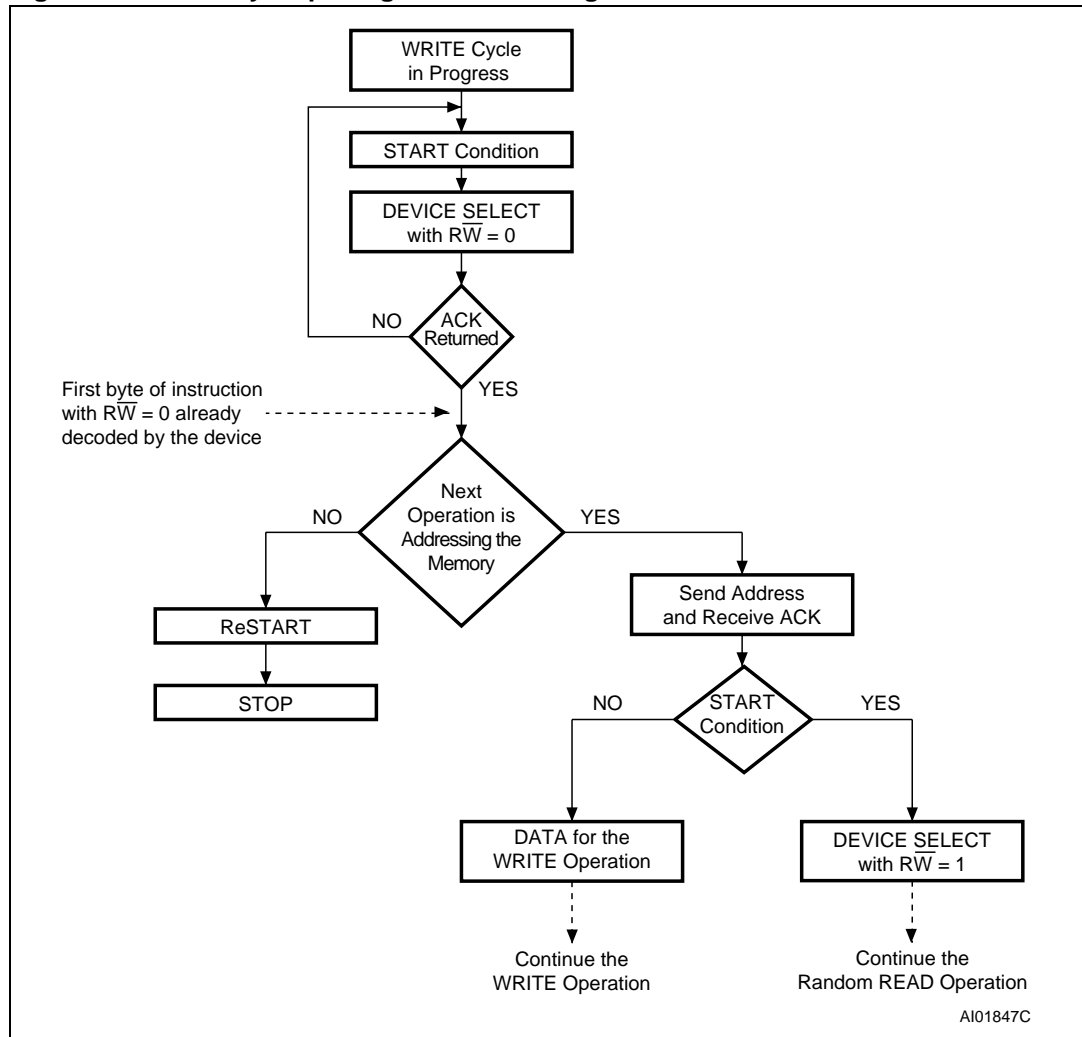 WRITE Cycle
in Progress
START Condition
DEVICE SELECT
with RW̅ = 0
NO
ACK
Returned
YES
First byte of instruction
with RW̅ = 0 already
decoded by the device
Next
Operation is
Addressing the
Memory
NO
YES
ReSTART
STOP
Send Address
and Receive ACK
NO
START
Condition
YES
DATA for the
WRITE Operation
DEVICE SELECT
with RW̅ = 1
Continue the
WRITE Operation
Continue the
Random READ Operation
AI01847C